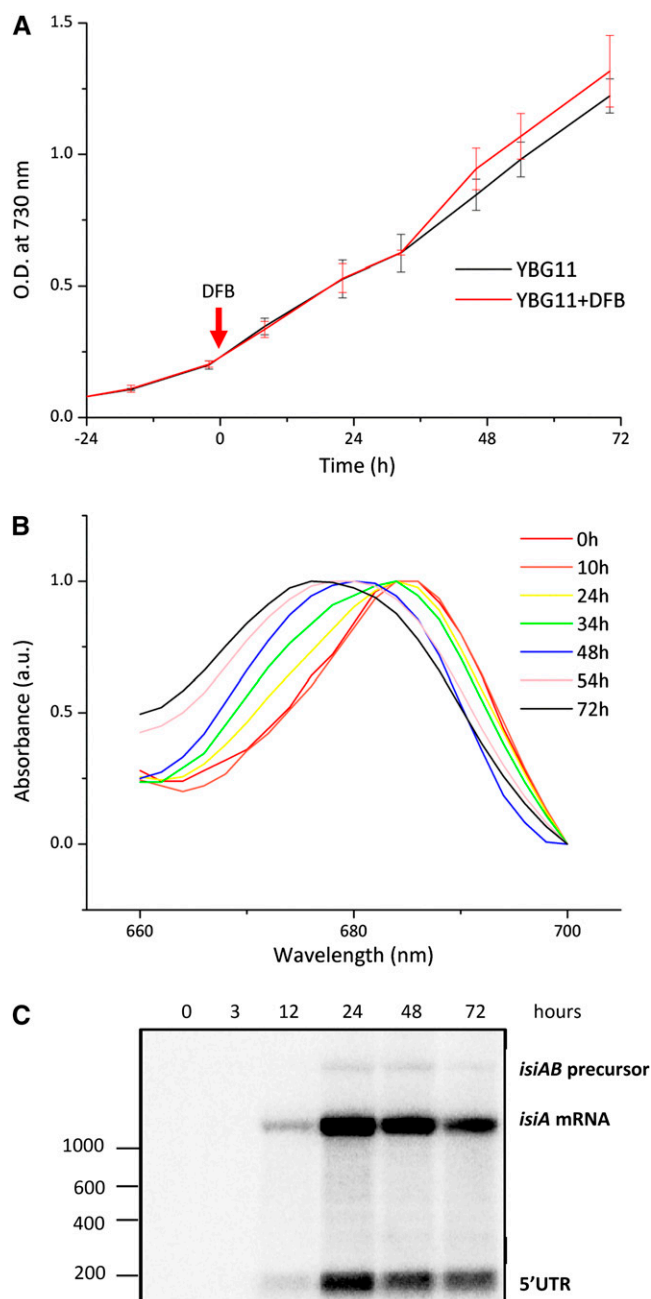 A
1.5
1.0
0.5
0.0
O.D. at 730 nm
DFB
YBG11
YBG11+DFB
-24 0 24 48 72
Time (h)
B
1.0
0.5
0.0
Absorbance (a.u.)
0h
10h
24h
34h
48h
54h
72h
660 680 700
Wavelength (nm)
C
0 3 12 24 48 72 hours
isiAB precursor
isiA mRNA
1000
600
400
200
5'UTR